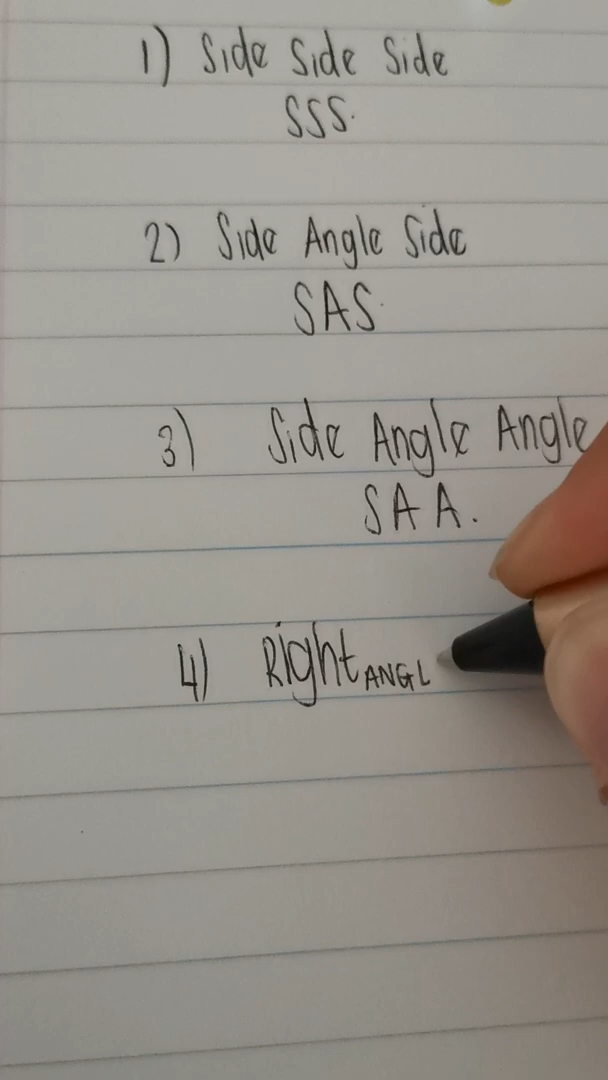 1) Side Side Side
SSS.
2) Side Angle Side
SAS.
3) Side Angle Angle
SAA.
4) Right ANGL